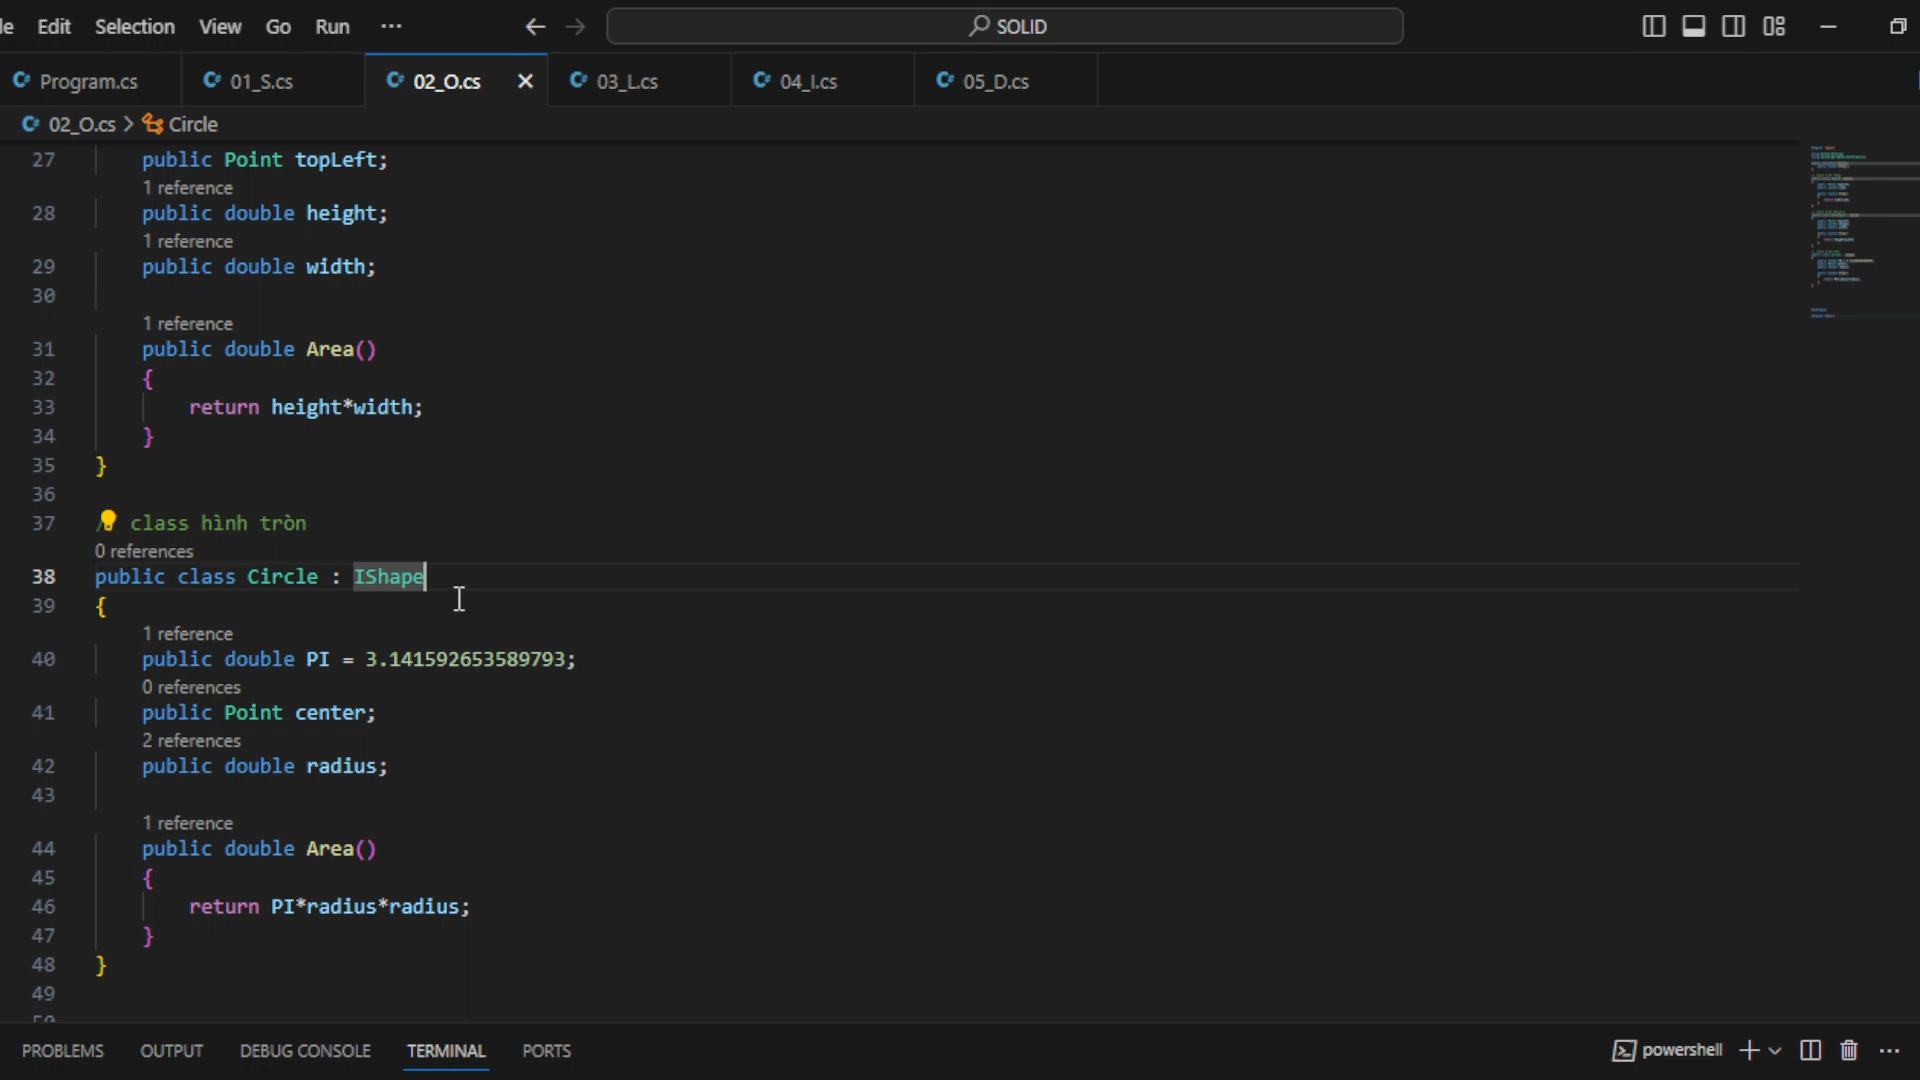 le Edit Selection View Go Run ... SOLID
Program.cs 01_S.cs 02_O.cs 03_L.cs 04_I.cs 05_D.cs
02_O.cs > Circle
27 public Point topLeft;
1 reference
28 public double height;
1 reference
29 public double width;
30
1 reference
31 public double Area()
32 {
33 return height*width;
34 }
35 }
36
37 / class hình tròn
0 references
38 public class Circle : IShape
39 {
1 reference
40 public double PI = 3.141592653589793;
0 references
41 public Point center;
2 references
42 public double radius;
43
1 reference
44 public double Area()
45 {
46 return PI*radius*radius;
47 }
48 }
49
50
PROBLEMS OUTPUT DEBUG CONSOLE TERMINAL PORTS powershell